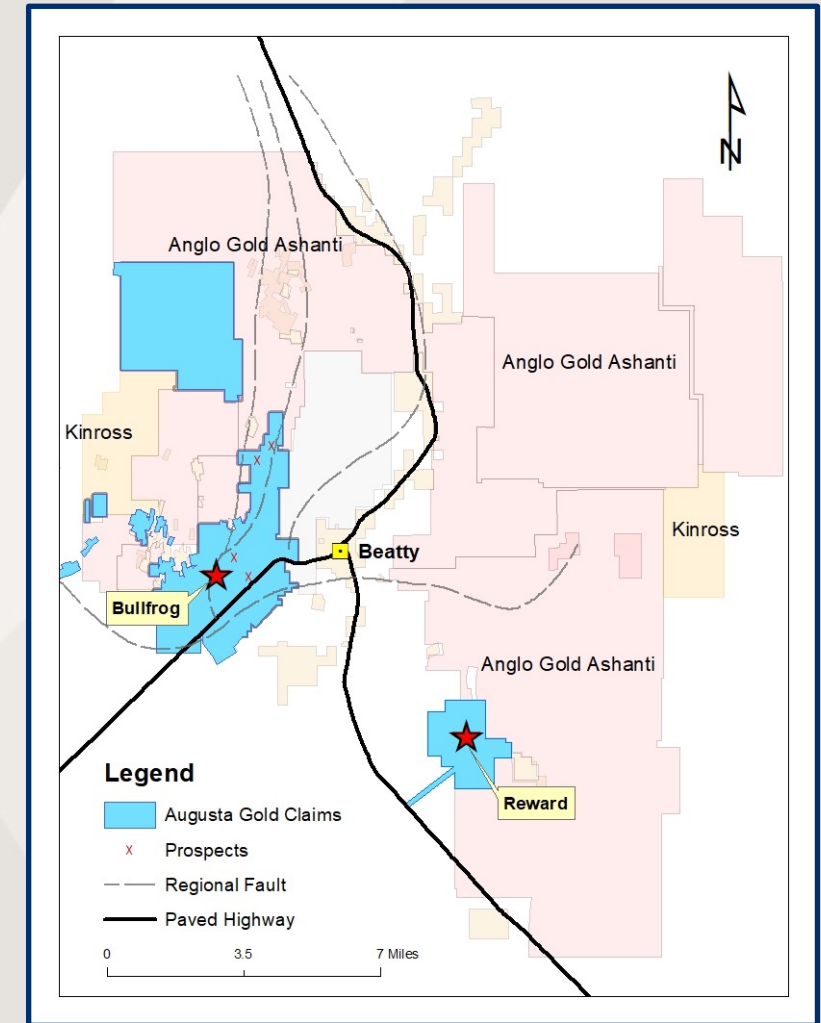 N
Anglo Gold Ashanti
Anglo Gold Ashanti
Kinross
Kinross
Beatty
Bullfrog
Anglo Gold Ashanti
Reward
Legend
Augusta Gold Claims
x Prospects
Regional Fault
Paved Highway
0 3.5 7 Miles